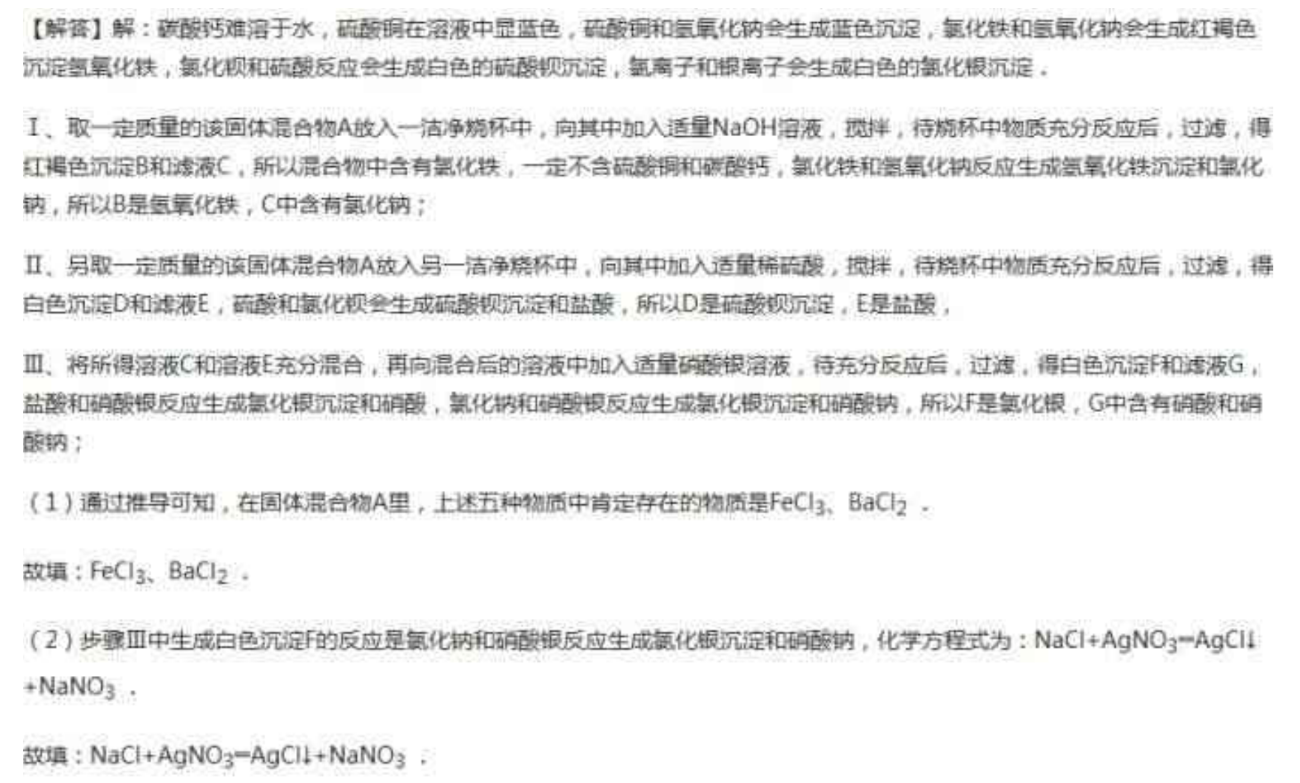 【解答】解：碳酸钙难溶于水，硫酸铜在溶液中显蓝色，硫酸铜和氢氧化钠会生成蓝色沉淀，氯化铁和氢氧化钠会生成红褐色
沉淀氢氧化铁，氯化钡和硫酸反应会生成白色的硫酸钡沉淀，氯离子和银离子会生成白色的氯化银沉淀．
Ⅰ、取一定质量的该固体混合物A放入一洁净烧杯中，向其中加入适量NaOH溶液，搅拌，待烧杯中物质充分反应后，过滤，得
红褐色沉淀B和滤液C，所以混合物中含有氯化铁，一定不含硫酸铜和碳酸钙，氯化铁和氢氧化钠反应生成氢氧化铁沉淀和氯化
钠，所以B是氢氧化铁，C中含有氯化钠；
Ⅱ、另取一定质量的该固体混合物A放入另一洁净烧杯中，向其中加入适量稀硫酸，搅拌，待烧杯中物质充分反应后，过滤，得
白色沉淀D和滤液E，硫酸和氯化钡会生成硫酸钡沉淀和盐酸，所以D是硫酸钡沉淀，E是盐酸，
Ⅲ、将所得溶液C和溶液E充分混合，再向混合后的溶液中加入适量硝酸银溶液，待充分反应后，过滤，得白色沉淀F和滤液G，
盐酸和硝酸银反应生成氯化银沉淀和硝酸，氯化钠和硝酸银反应生成氯化银沉淀和硝酸钠，所以F是氯化银，G中含有硝酸和硝
酸钠；
（1）通过推导可知，在固体混合物A里，上述五种物质中肯定存在的物质是FeCl₃、BaCl₂．
故填：FeCl₃、BaCl₂．
（2）步骤Ⅲ中生成白色沉淀F的反应是氯化钠和硝酸银反应生成氯化银沉淀和硝酸钠，化学方程式为：NaCl+AgNO₃═AgCl↓
+NaNO₃．
故填：NaCl+AgNO₃═AgCl↓+NaNO₃．